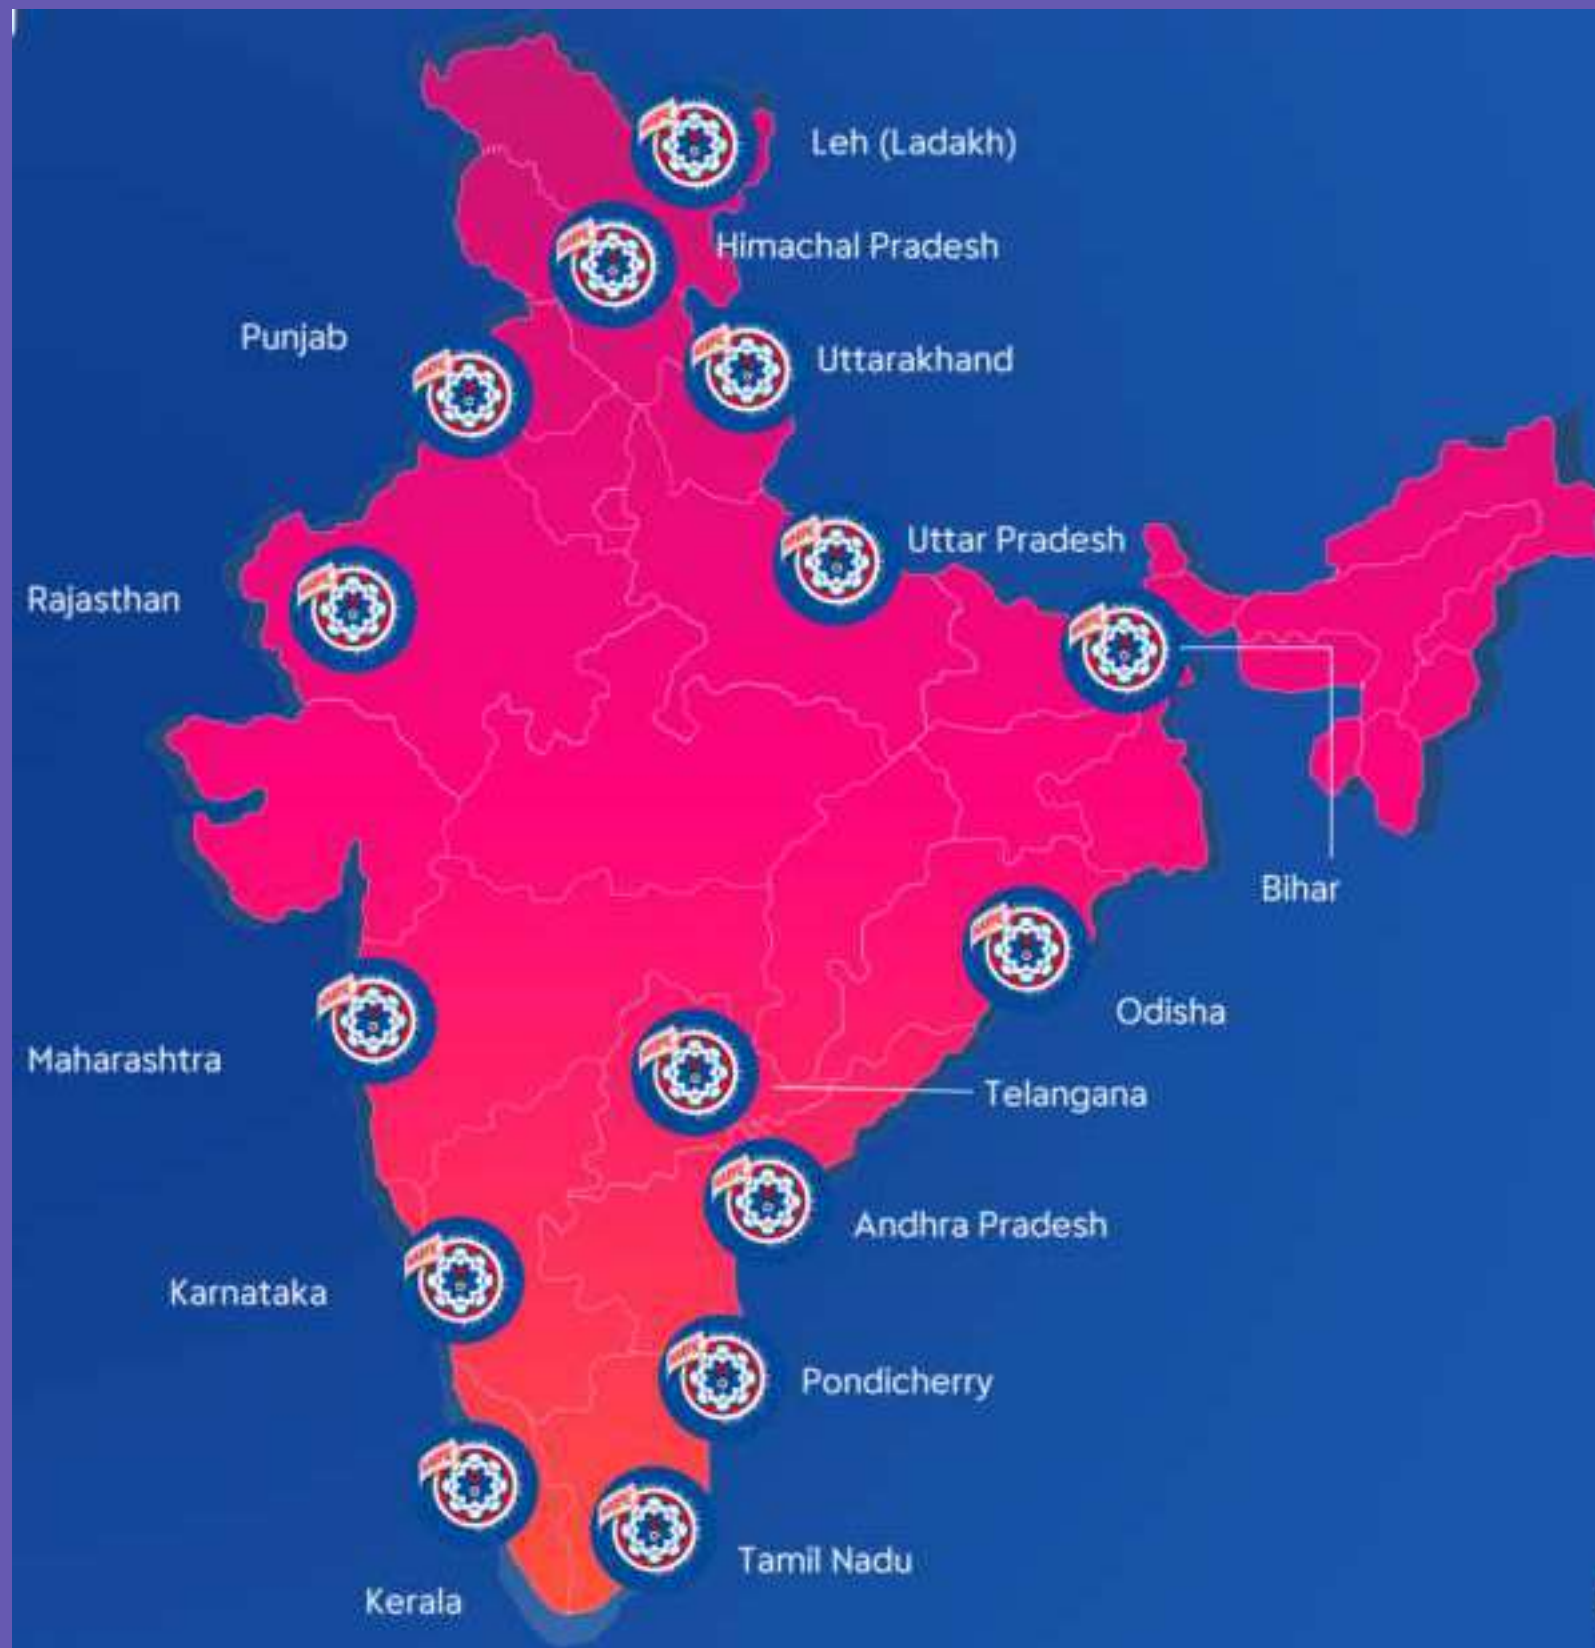 Leh (Ladakh)
Himachal Pradesh
Punjab
Uttarakhand
Uttar Pradesh
Rajasthan
Bihar
Odisha
Maharashtra
Telangana
Andhra Pradesh
Karnataka
Pondicherry
Tamil Nadu
Kerala